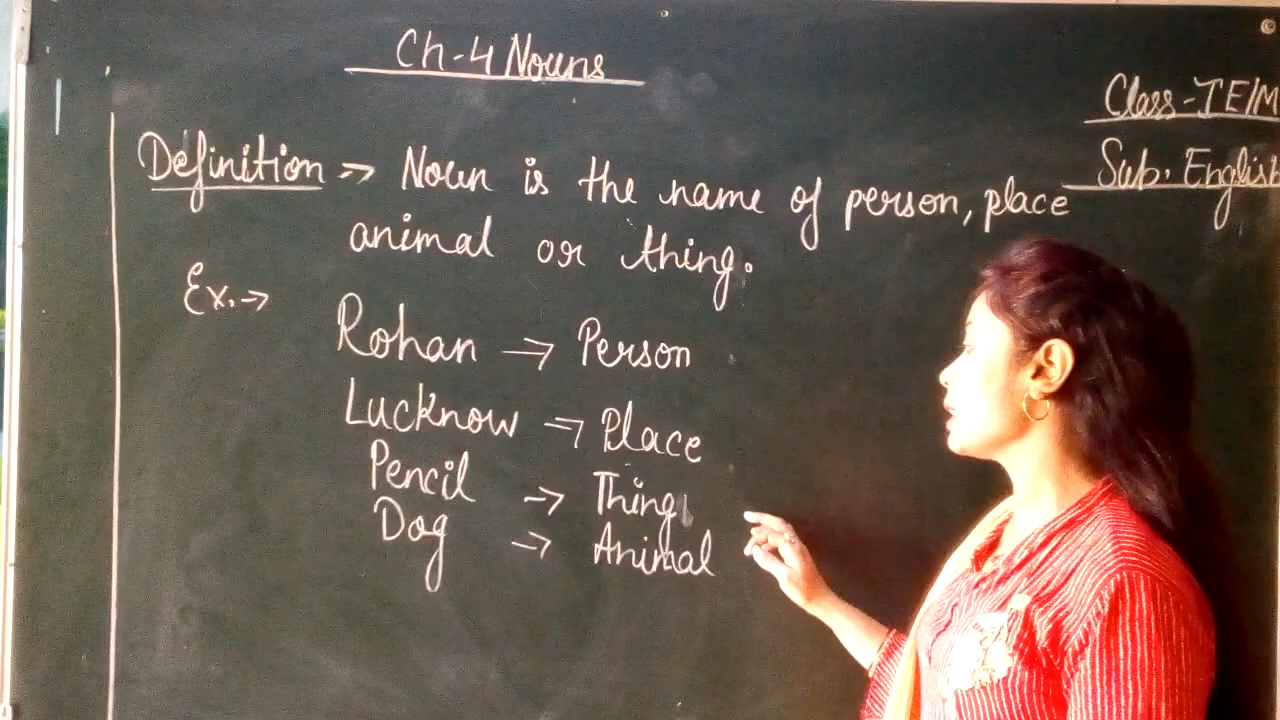 Ch-4 Nouns
Class-I E/M
Sub. English
Definition → Noun is the name of person, place
animal or thing.
Ex. →
Rohan → Person
Lucknow → Place
Pencil → Thing
Dog → Animal